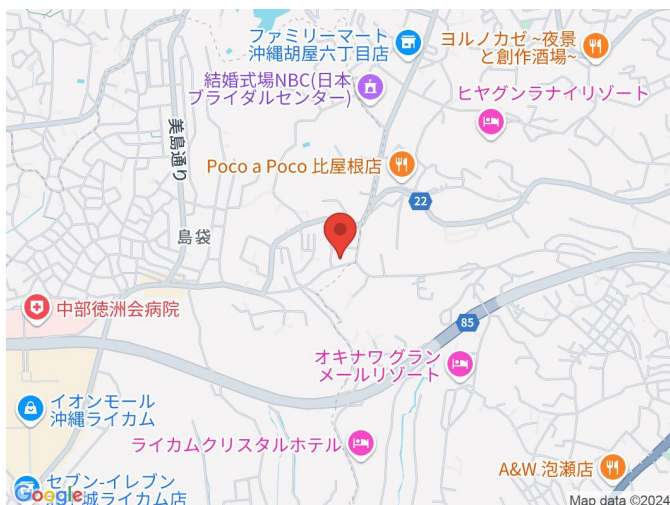 ファミリーマート
沖縄胡屋六丁目店
ヨルノカゼ ~夜景
と創作酒場~
結婚式場NBC(日本
ブライダルセンター)
ヒヤグンラナイリゾート
美島通り
Poco a Poco 比屋根店
22
島袋
中部徳洲会病院
85
オキナワ グラン
メールリゾート
イオンモール
沖縄ライカム
ライカムクリスタルホテル
A&W 泡瀬店
セブン-イレブン
城ライカム店
Google
Map data ©2024